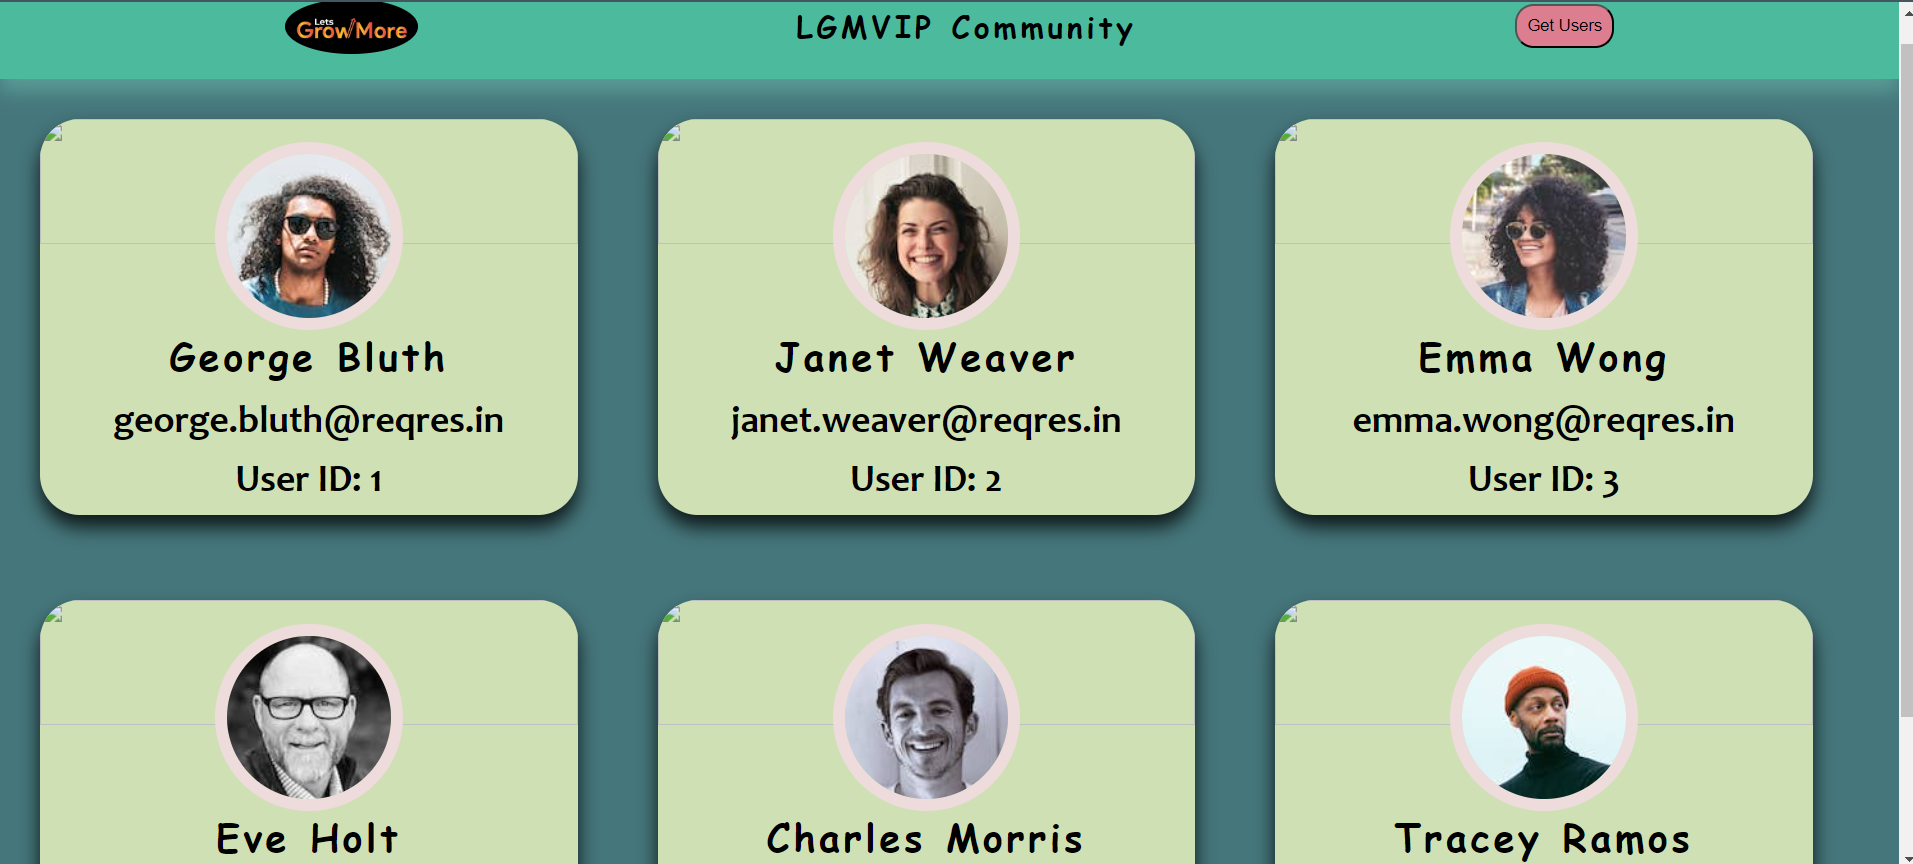 Lets
GrowMore
LGMVIP Community
Get Users
George Bluth
george.bluth@reqres.in
User ID: 1
Janet Weaver
janet.weaver@reqres.in
User ID: 2
Emma Wong
emma.wong@reqres.in
User ID: 3
Eve Holt
Charles Morris
Tracey Ramos